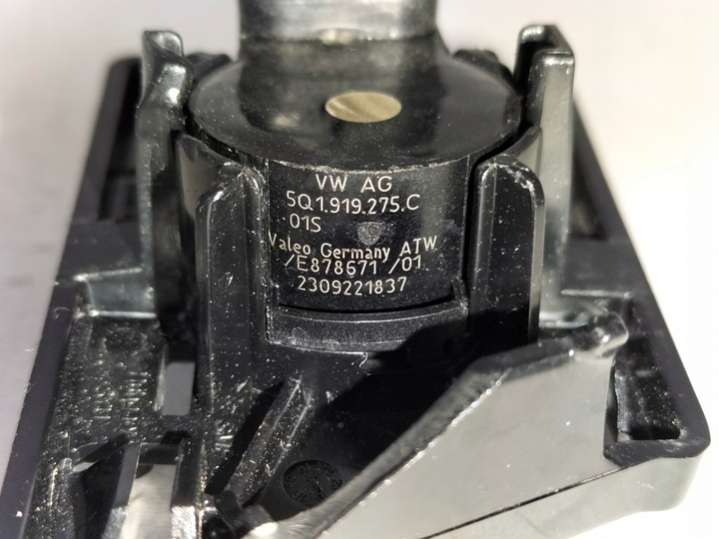 VW AG
5Q1.919.275.C
01S
Valeo Germany ATW
/E878671 /01
2309221837